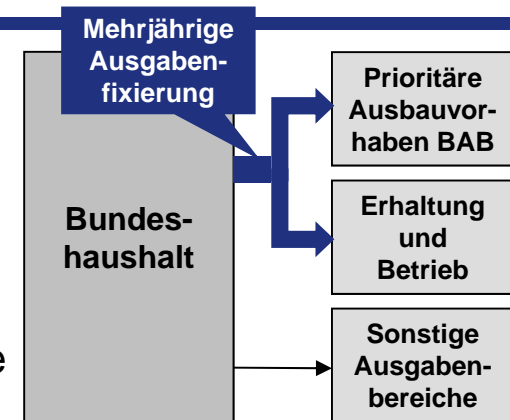 Mehrjährige
Ausgaben-
fixierung
Bundes-
haushalt
Prioritäre
Ausbauvor-
haben BAB
Erhaltung
und
Betrieb
Sonstige
Ausgaben-
bereiche
e